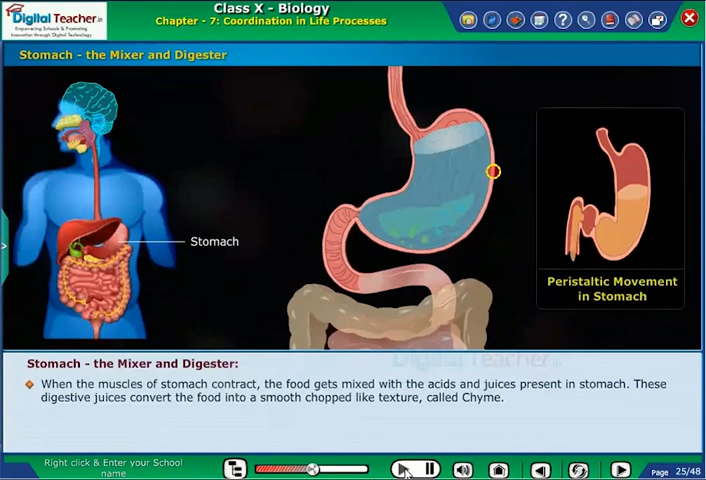 Digital Teacher.in
Empowering Schools & Promoting
Innovation through Digital Technology
Class X - Biology
Chapter - 7: Coordination in Life Processes
Stomach - the Mixer and Digester
Stomach
Peristaltic Movement
in Stomach
Digital Teacher.in
Stomach - the Mixer and Digester:
When the muscles of stomach contract, the food gets mixed with the acids and juices present in stomach. These
digestive juices convert the food into a smooth chopped like texture, called Chyme.
Right click & Enter your School
name
Page 25/48